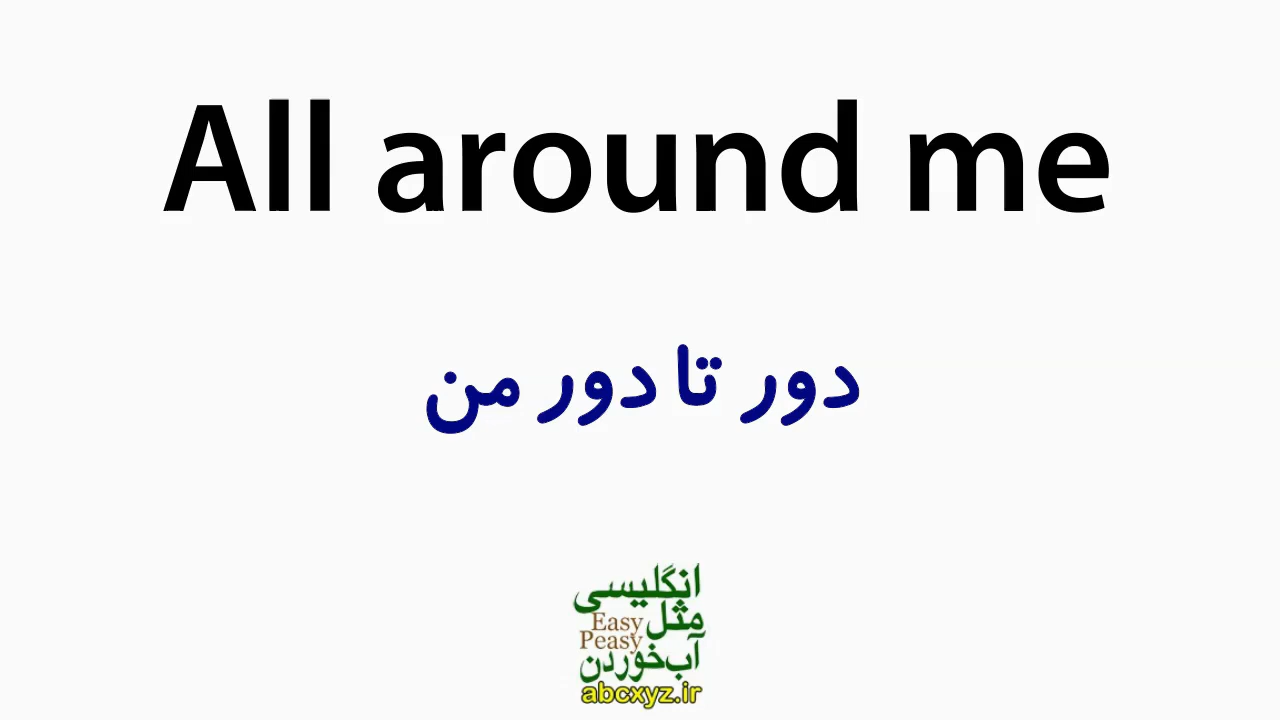 All around me
دور تا دور من
انگلیسی
مثل
Easy
Peasy
آب‌خوردن
abcxyz.ir